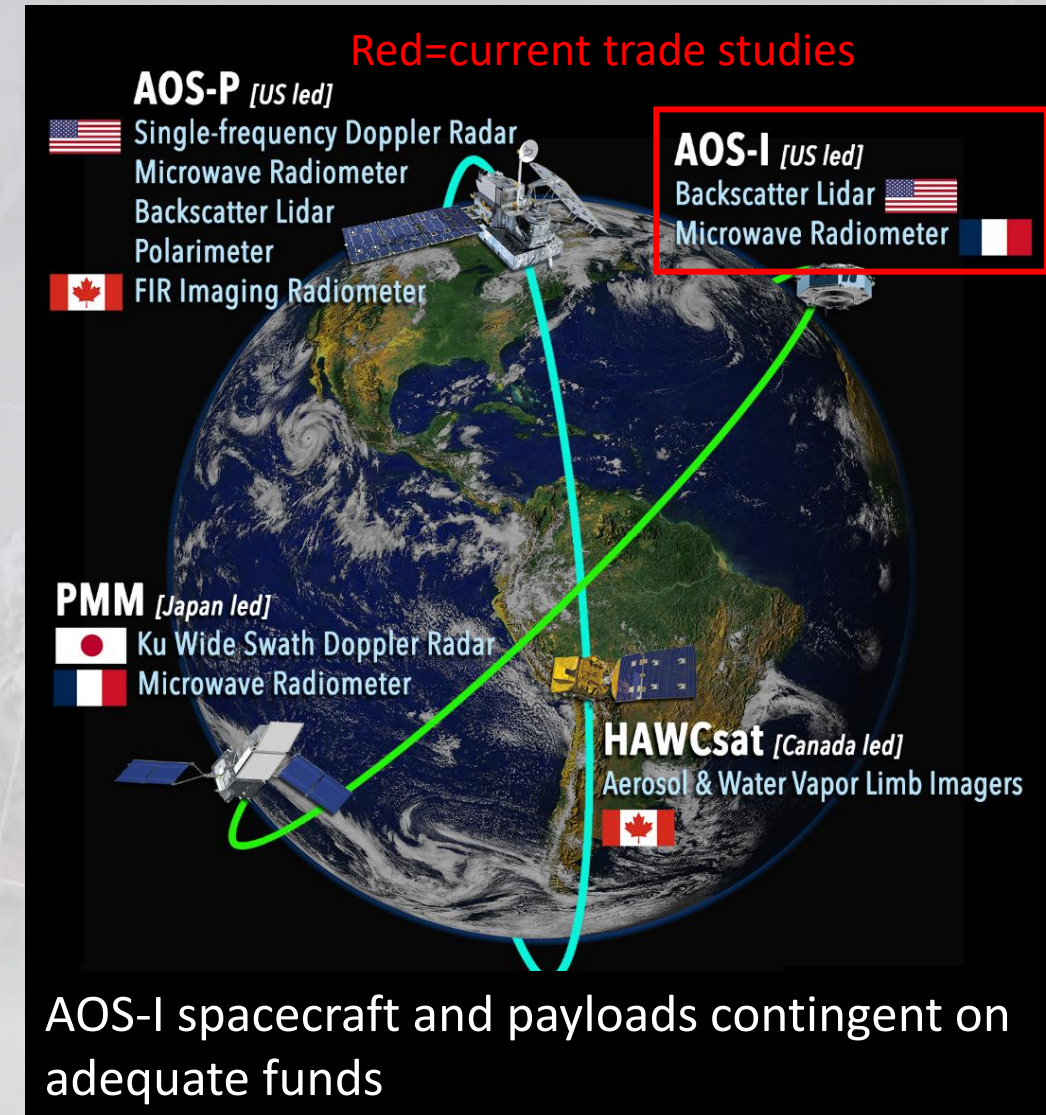 Red=current trade studies
AOS-P [US led]
Single-frequency Doppler Radar
Microwave Radiometer
Backscatter Lidar
Polarimeter
FIR Imaging Radiometer
AOS-I [US led]
Backscatter Lidar
Microwave Radiometer
PMM [Japan led]
Ku Wide Swath Doppler Radar
Microwave Radiometer
HAWCsat [Canada led]
Aerosol & Water Vapor Limb Imagers
AOS-I spacecraft and payloads contingent on
adequate funds